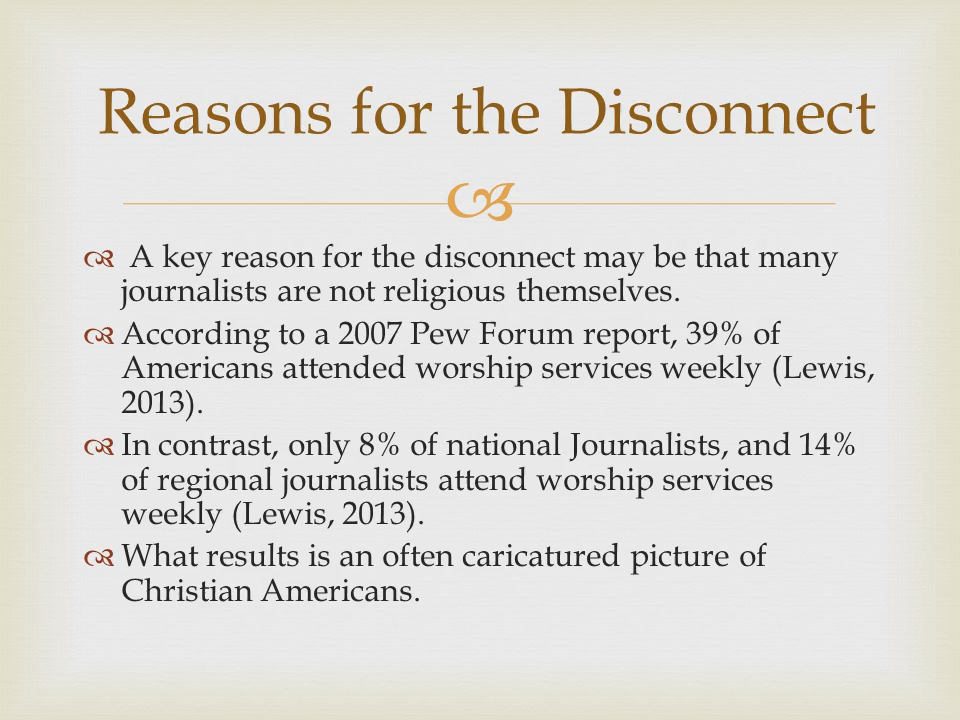 Reasons for the Disconnect
A key reason for the disconnect may be that many
journalists are not religious themselves.
According to a 2007 Pew Forum report, 39% of
Americans attended worship services weekly (Lewis,
2013).
In contrast, only 8% of national Journalists, and 14%
of regional journalists attend worship services
weekly (Lewis, 2013).
What results is an often caricatured picture of
Christian Americans.